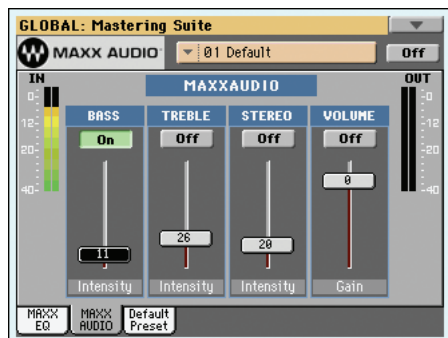 GLOBAL: Mastering Suite
MAXX AUDIO 01 Default Off
IN MAXXAUDIO OUT
0- -0
BASS TREBLE STEREO VOLUME
12- -12
On Off Off Off
20- -20
0
40- -40
26
20
11
Intensity Intensity Intensity Gain
MAXX EQ
MAXX AUDIO
Default Preset